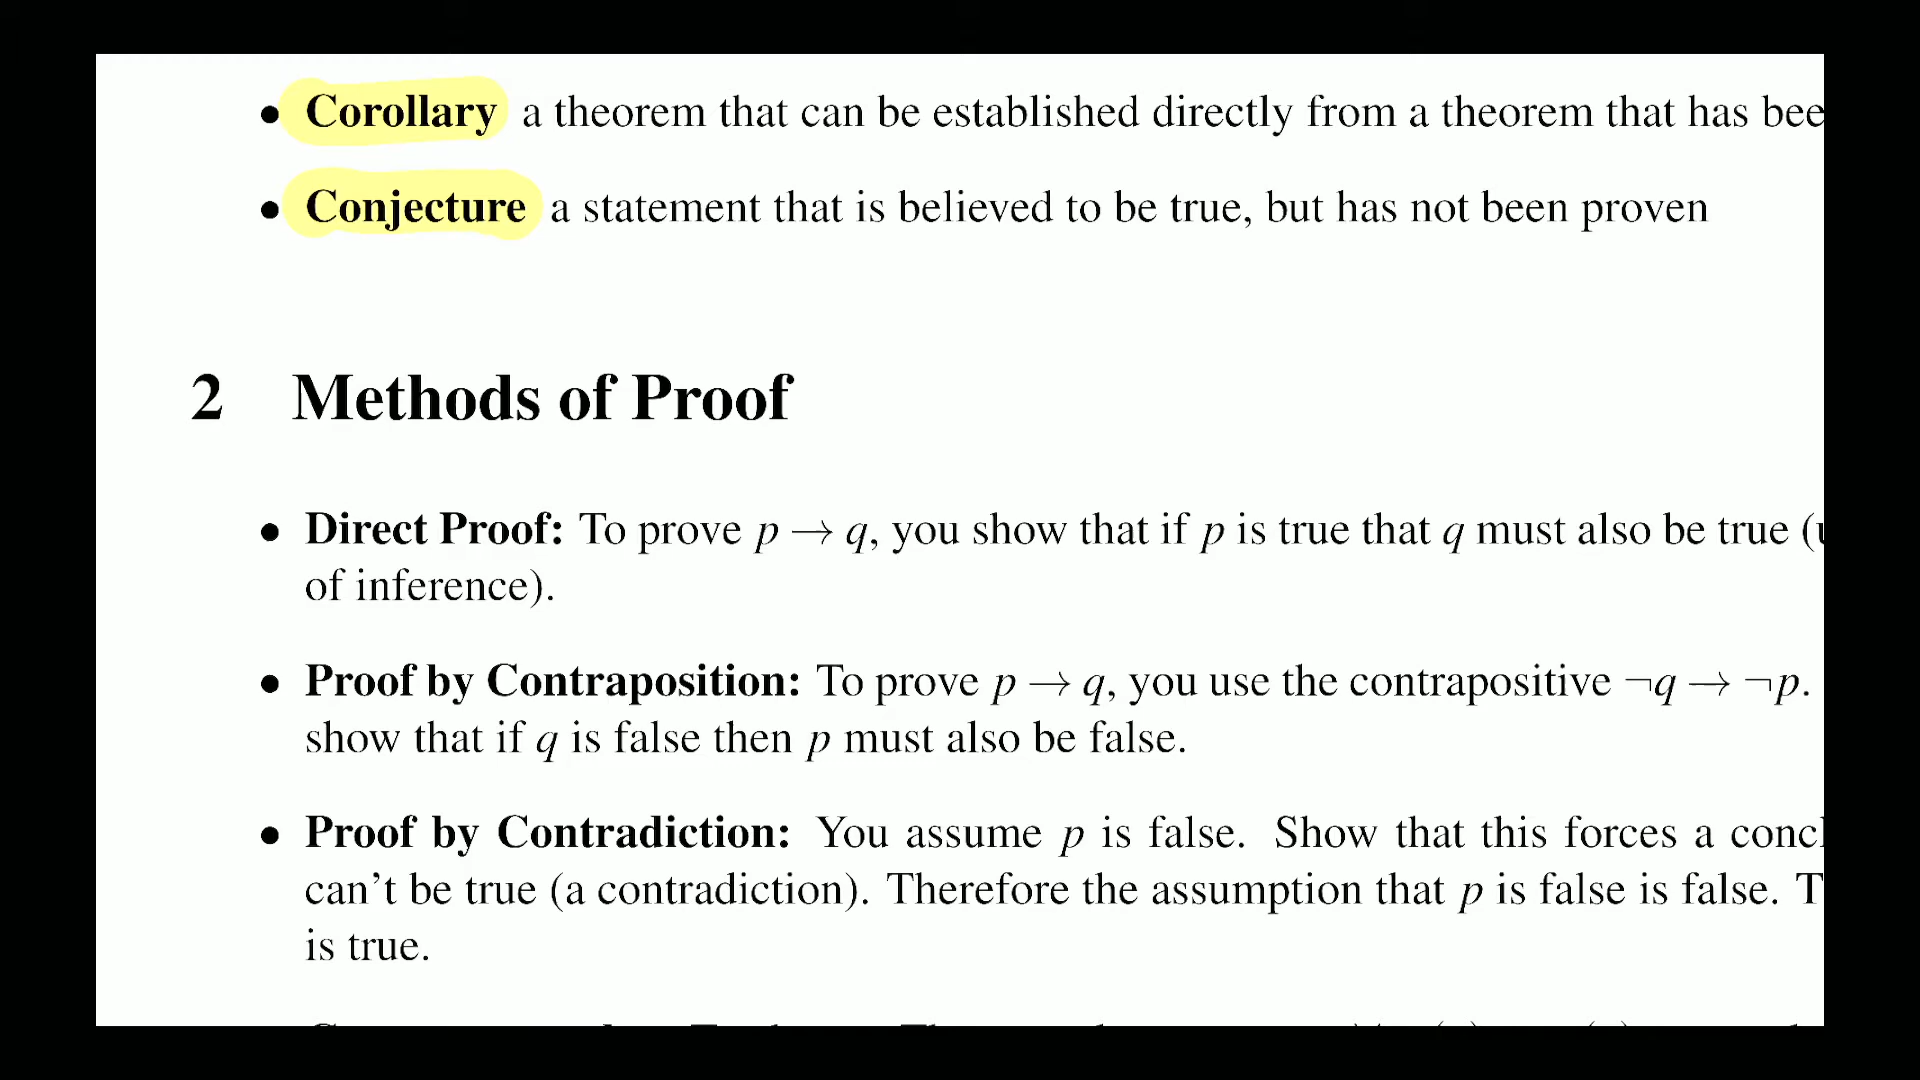 • Corollary a theorem that can be established directly from a theorem that has
• Conjecture a statement that is believed to be true, but has not been proven
2 Methods of Proof
• Direct Proof: To prove p → q, you show that if p is true that q must also be true (
of inference).
• Proof by Contraposition: To prove p → q, you use the contrapositive ¬q → ¬p.
show that if q is false then p must also be false.
• Proof by Contradiction: You assume p is false. Show that this forces a
can't be true (a contradiction). Therefore the assumption that p is false is false.
is true.